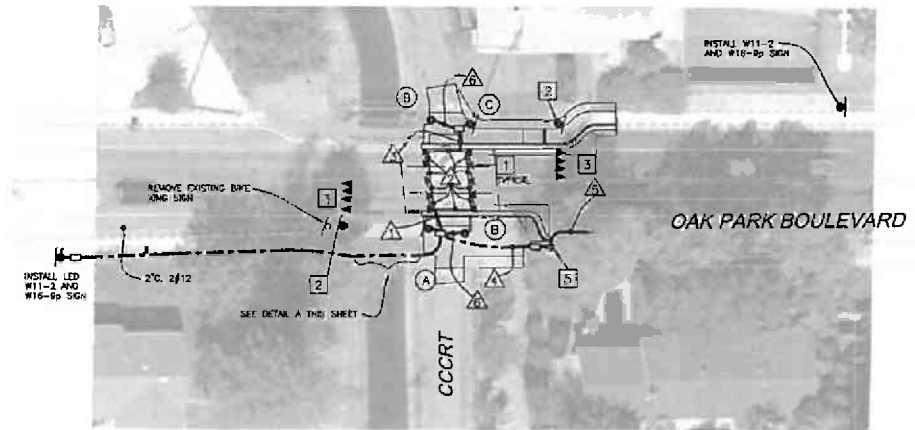 INSTALL W11-2
AND W16-9p SIGN
B
6
C
2
1
3
3
REMOVE EXISTING BIKE
XING SIGN
5
OAK PARK BOULEVARD
B
2"C, 2#12
INSTALL LED
W11-2 AND
W16-9p SIGN
2
A
6
4
5
SEE DETAIL A THIS SHEET
CCCRT